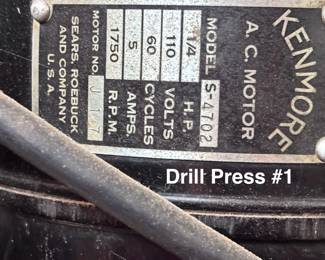 KENMORE
A. C. MOTOR
MODEL S-4702
1/4 H.P.
110 VOLTS
60 CYCLES
5 AMPS.
1750 R.P.M.
MOTOR NO.
SEARS, ROEBUCK
AND COMPANY
U. S. A.
Drill Press #1